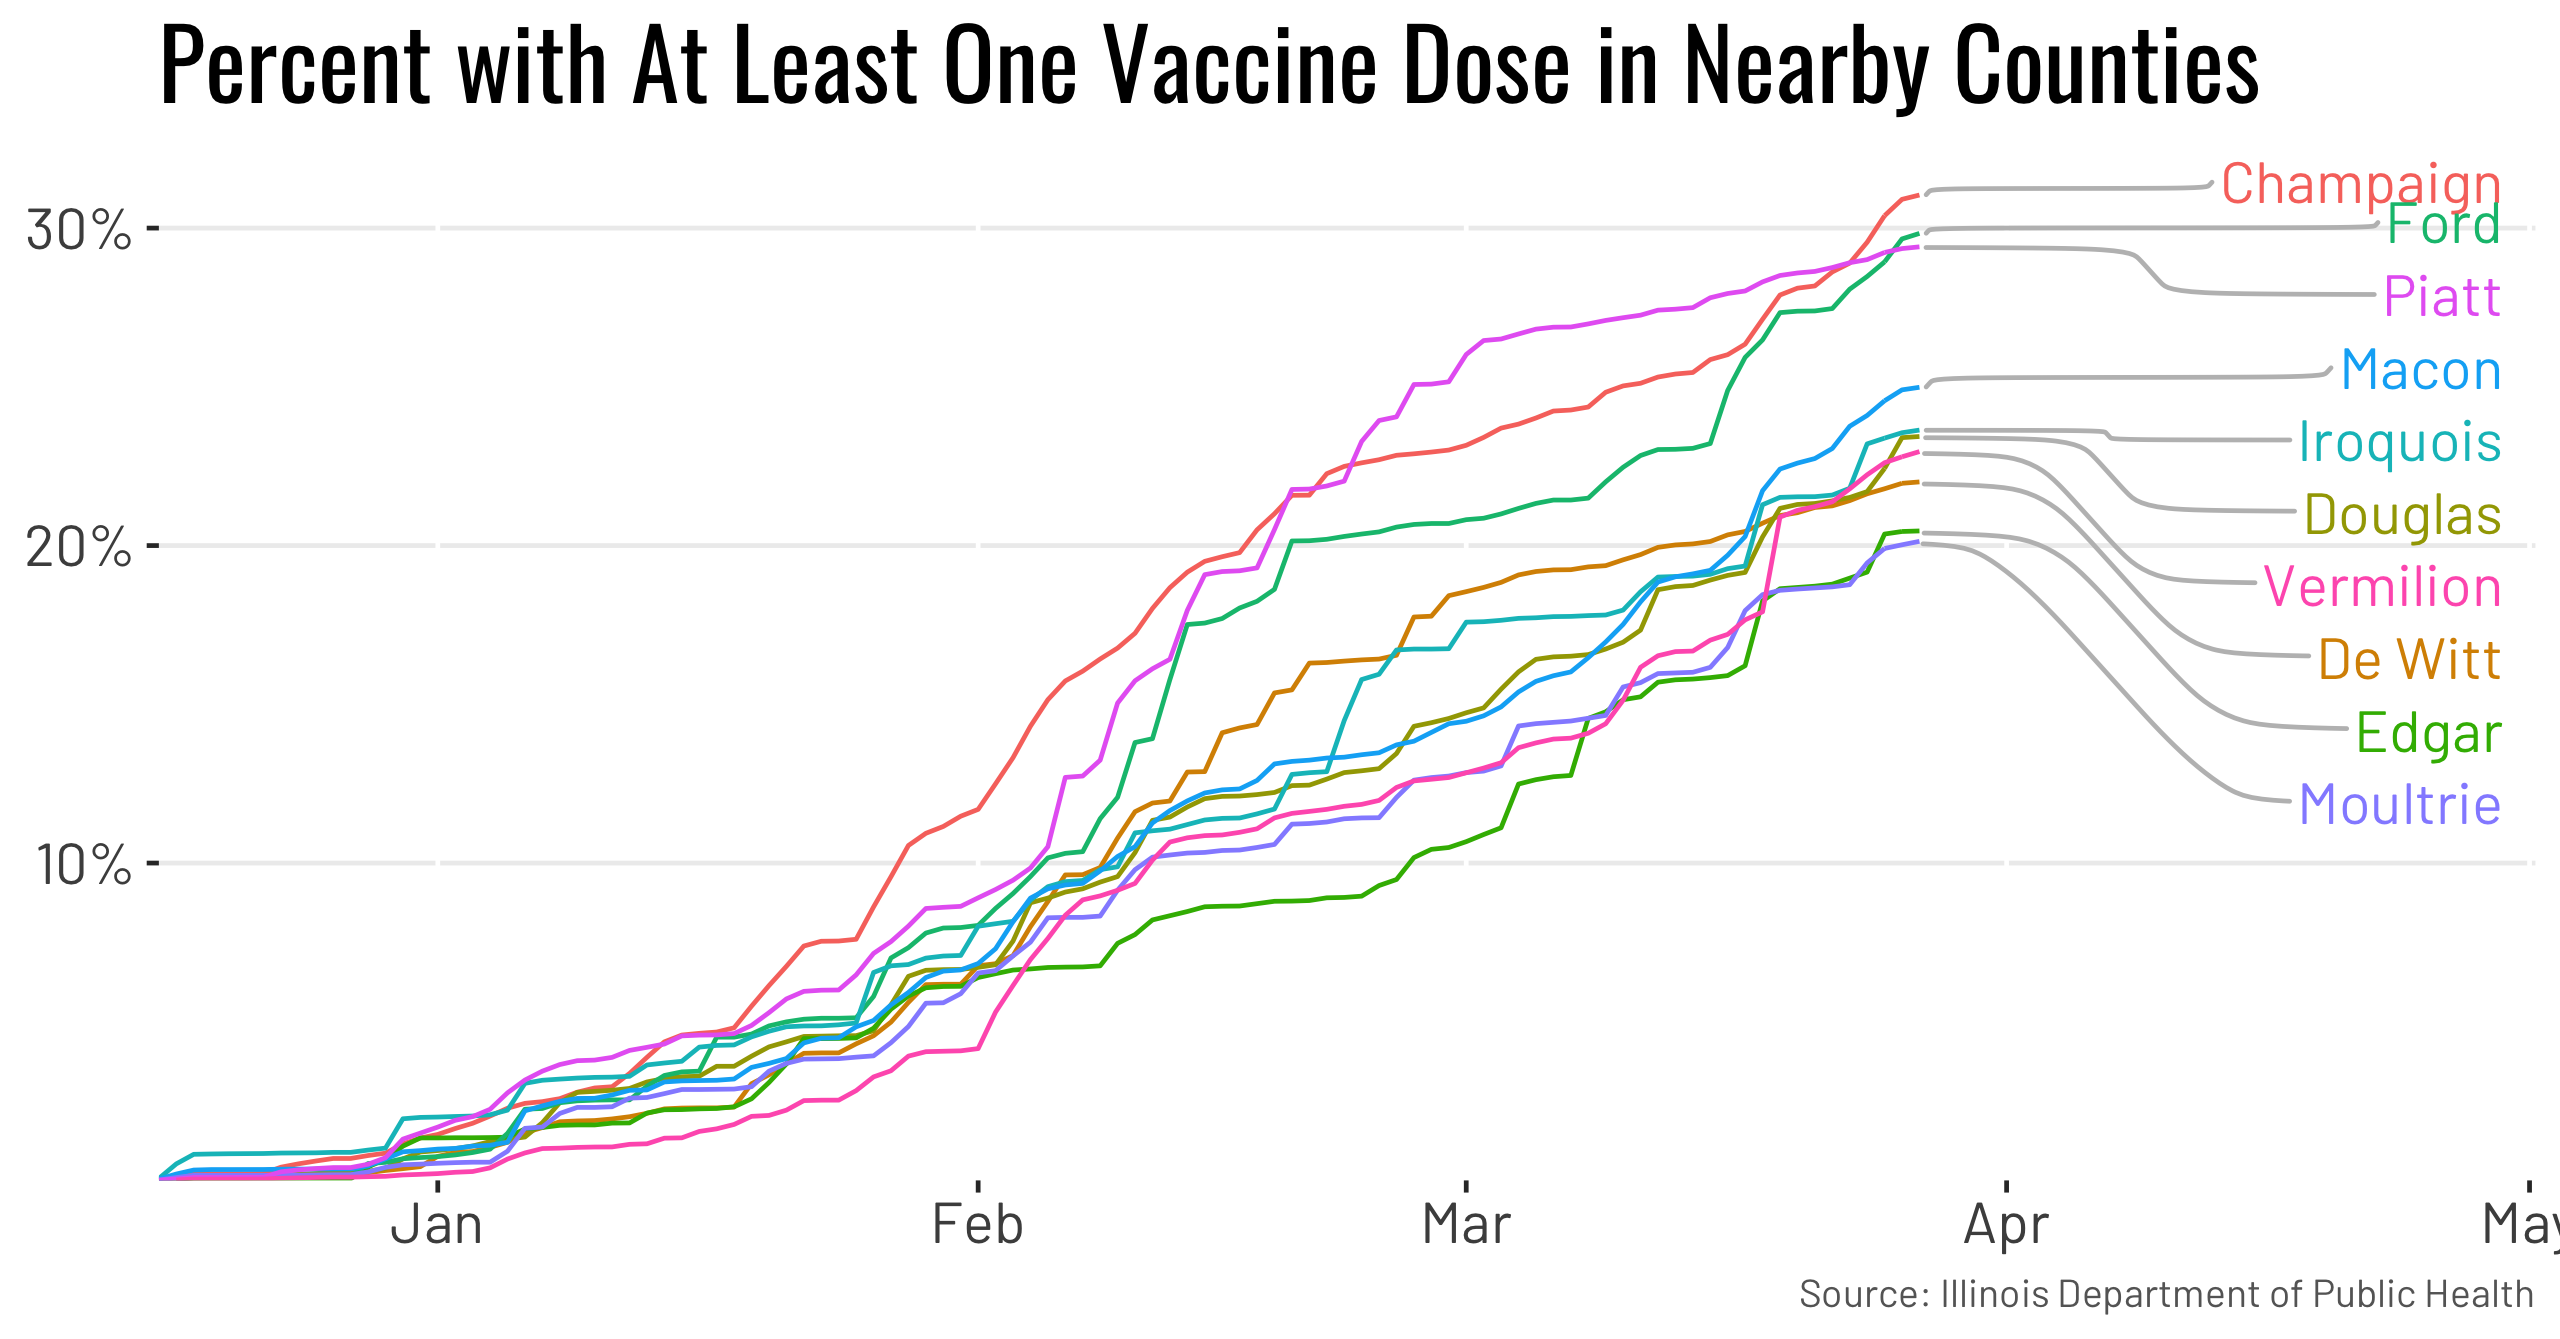 Percent with At Least One Vaccine Dose in Nearby Counties
Champaign
30%
Ford
Piatt
Macon
Iroquois
Douglas
20%
Vermilion
De Witt
Edgar
Moultrie
10%
Jan Feb Mar Apr May
Source: Illinois Department of Public Health